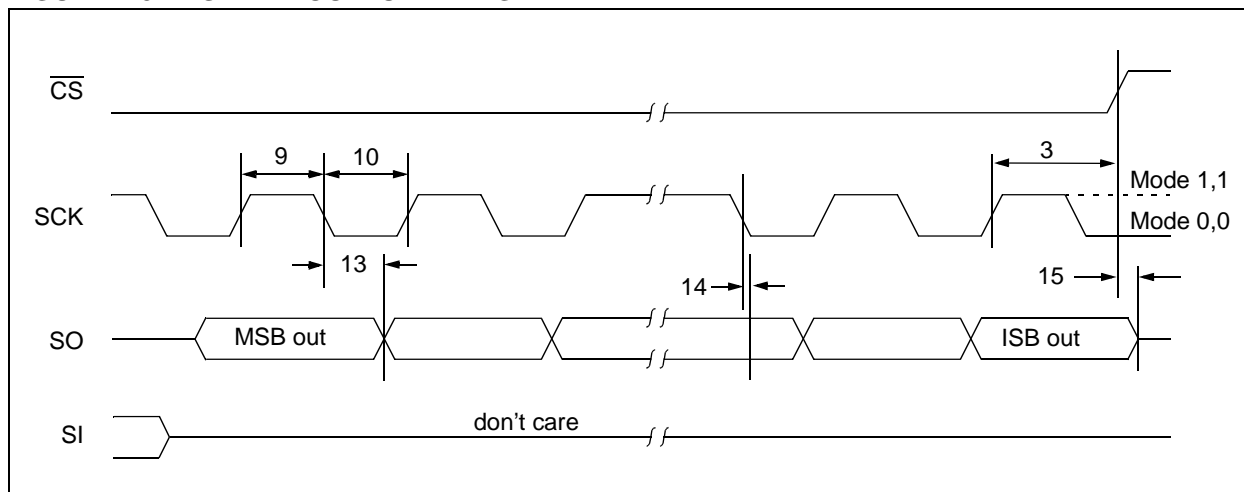 CS
9
10
3
Mode 1,1
SCK
Mode 0,0
13
14
15
SO
MSB out
ISB out
SI
don't care